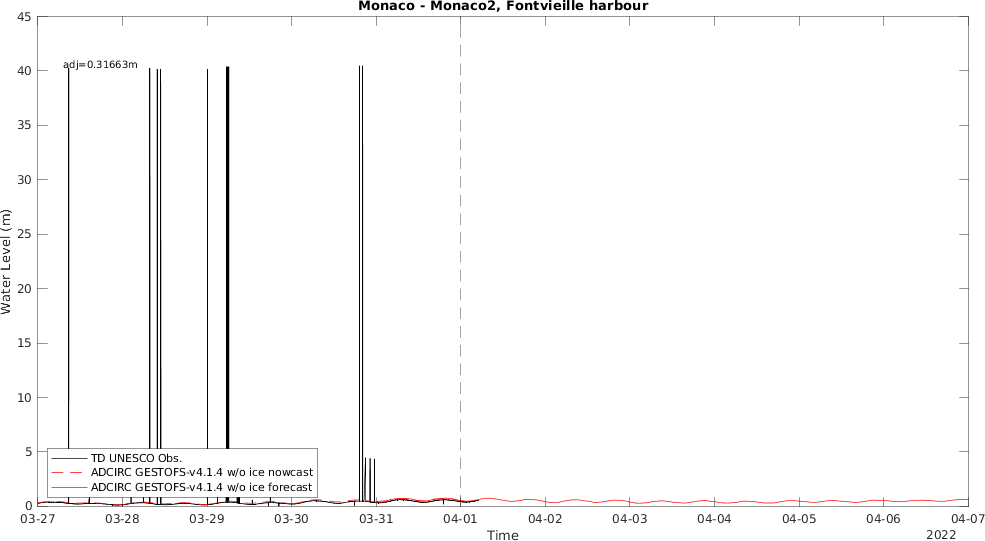 Monaco - Monaco2, Fontvieille harbour
adj=0.31663m
45
40
35
30
25
20
15
10
5
0
Water Level (m)
TD UNESCO Obs.
ADCIRC GESTOFS-v4.1.4 w/o ice nowcast
ADCIRC GESTOFS-v4.1.4 w/o ice forecast
03-27 03-28 03-29 03-30 03-31 04-01 04-02 04-03 04-04 04-05 04-06 04-07
Time
2022